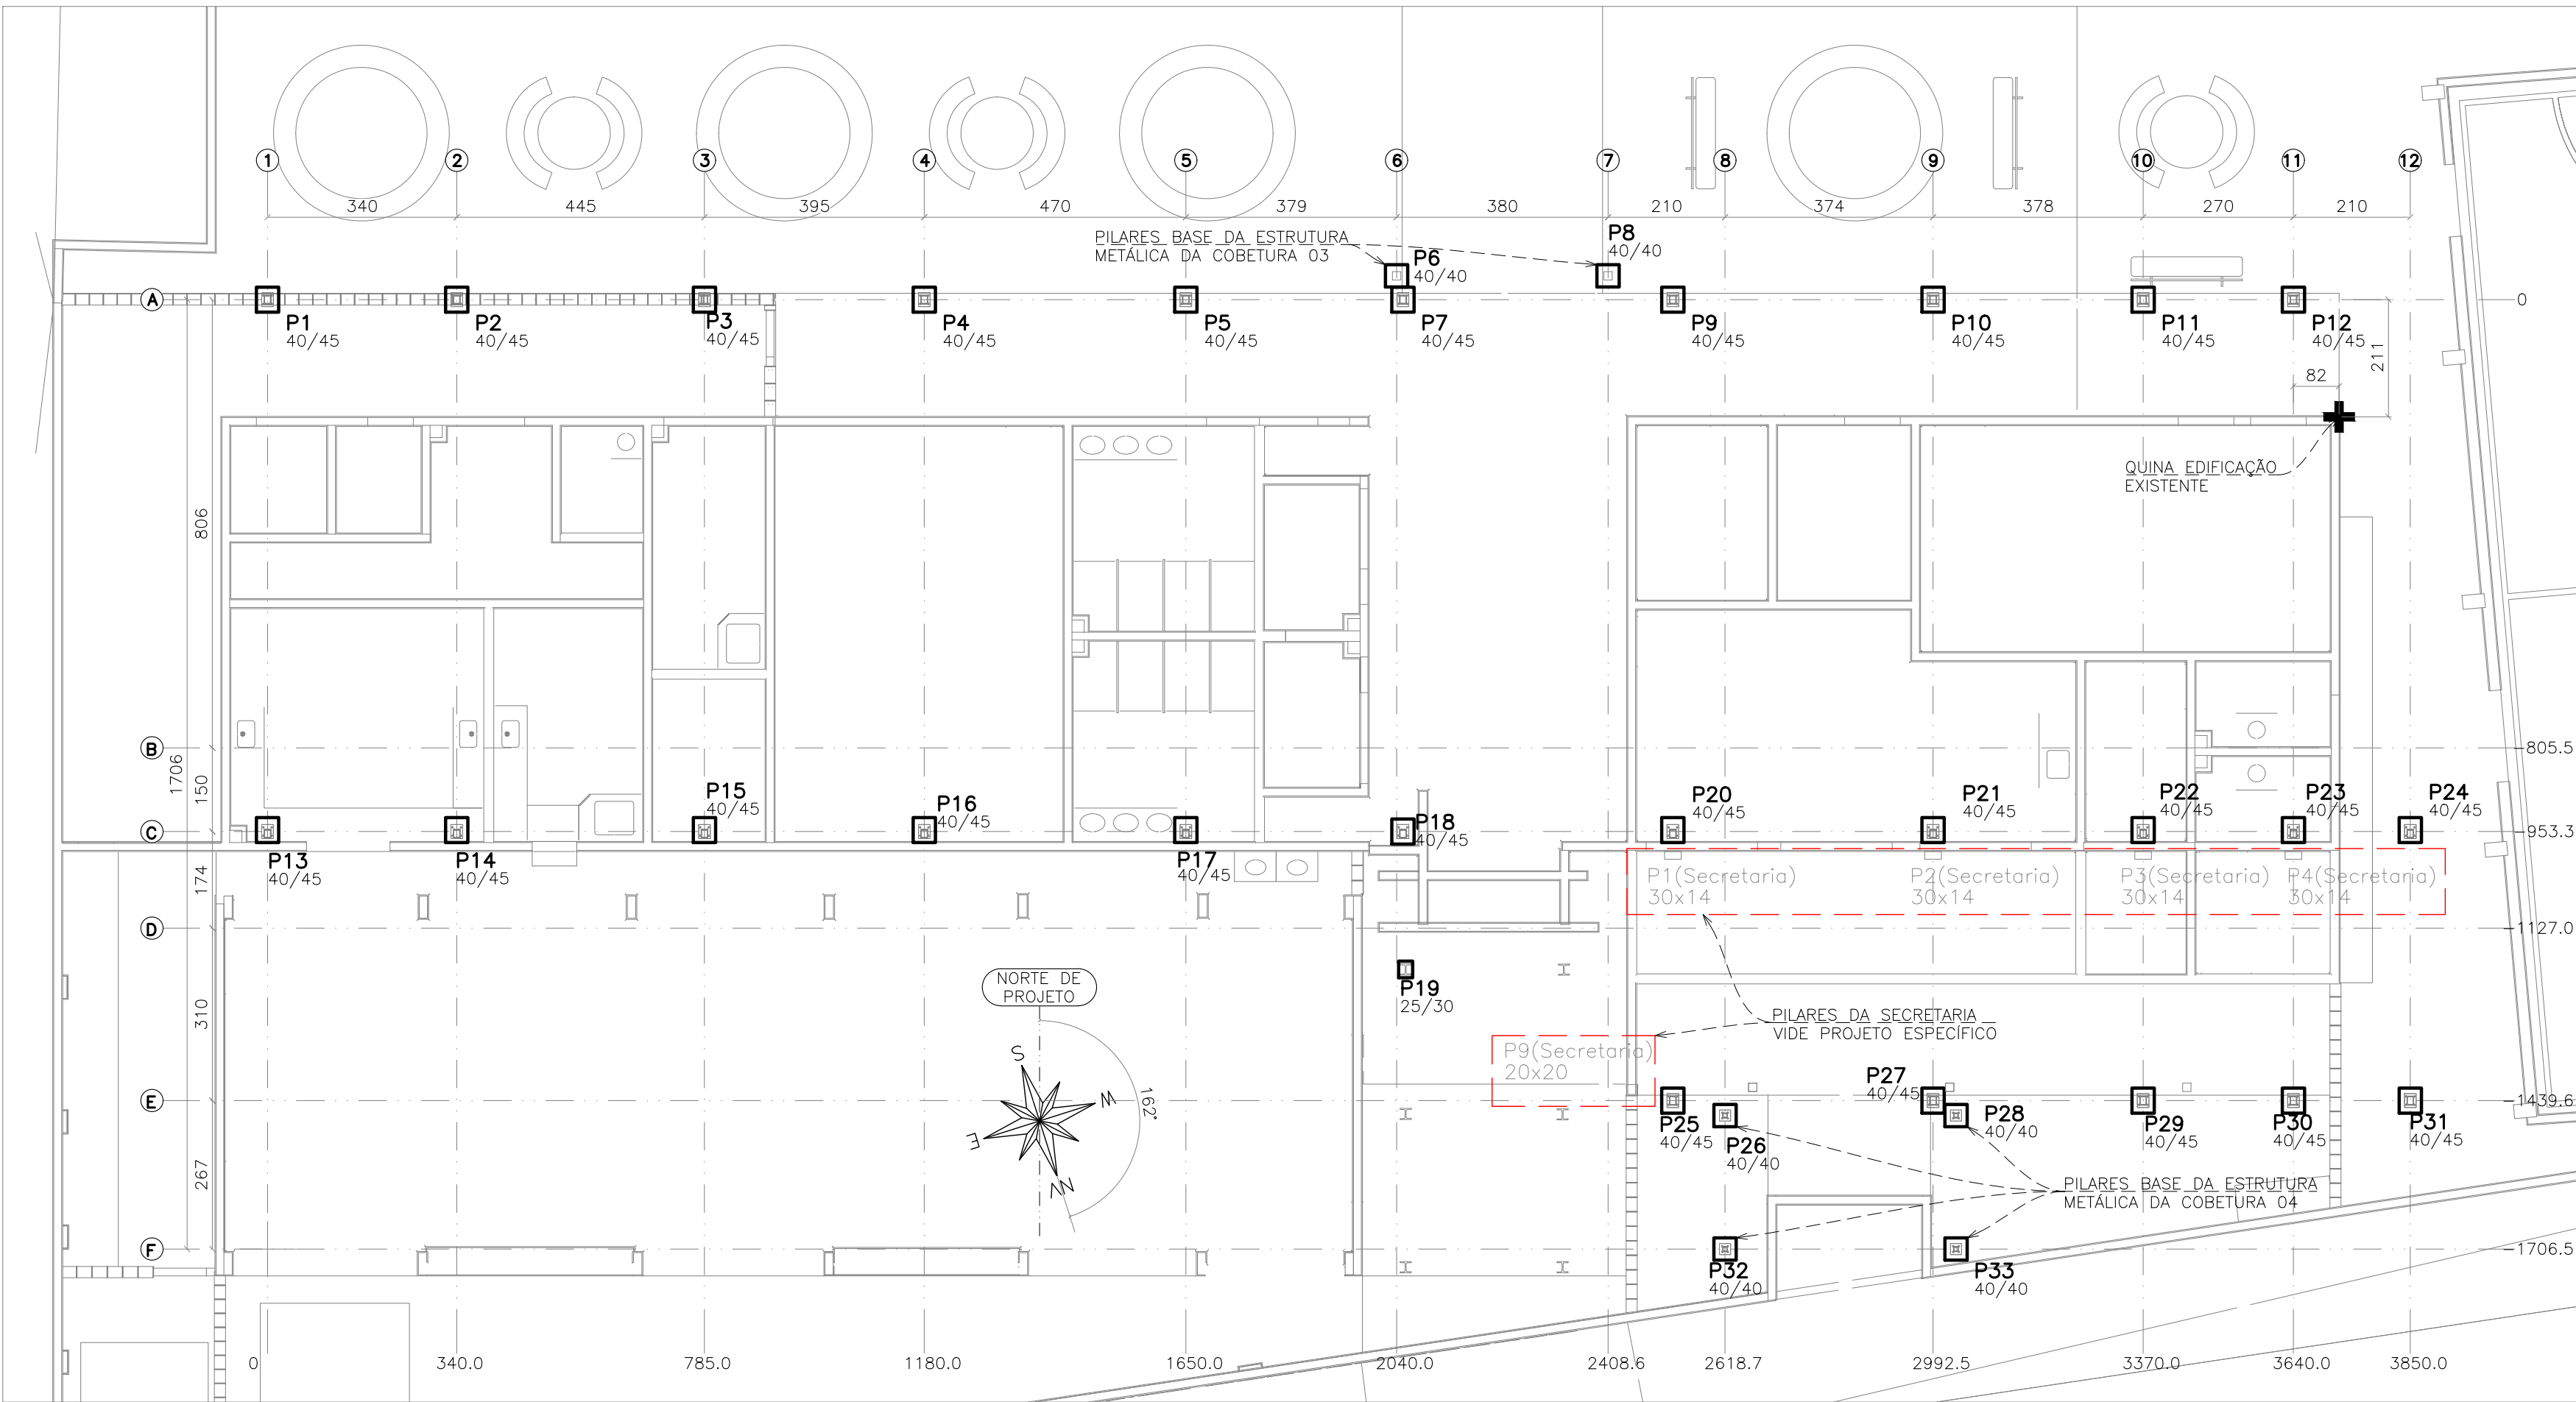 1 2 3 4 5 6 7 8 9 10 11 12
340 445 395 470 379 380 210 374 378 270 210
PILARES BASE DA ESTRUTURA
METÁLICA DA COBETURA 03
P6
40/40
P8
40/40
A
0
P1
40/45
P2
40/45
P3
40/45
P4
40/45
P5
40/45
P7
40/45
P9
40/45
P10
40/45
P11
40/45
P12
40/45
211
82
QUINA EDIFICAÇÃO
EXISTENTE
806
B
-805.5
1706
150
P15
40/45
P16
40/45
P18
40/45
P20
40/45
P21
40/45
P22
40/45
P23
40/45
P24
40/45
C
-953.3
P13
40/45
P14
40/45
P17
40/45
174
P1(Secretaria)
30x14
P2(Secretaria)
30x14
P3(Secretaria)
30x14
P4(Secretaria)
30x14
D
-1127.0
NORTE DE
PROJETO
P19
25/30
310
PILARES DA SECRETARIA
VIDE PROJETO ESPECÍFICO
P9(Secretaria)
20x20
S
W
E
N
162°
E
-1439.6
P25
40/45
P26
40/40
P27
40/45
P28
40/40
P29
40/45
P30
40/45
P31
40/45
267
PILARES BASE DA ESTRUTURA
METÁLICA DA COBETURA 04
F
-1706.5
P32
40/40
P33
40/40
0 340.0 785.0 1180.0 1650.0 2040.0 2408.6 2618.7 2992.5 3370.0 3640.0 3850.0